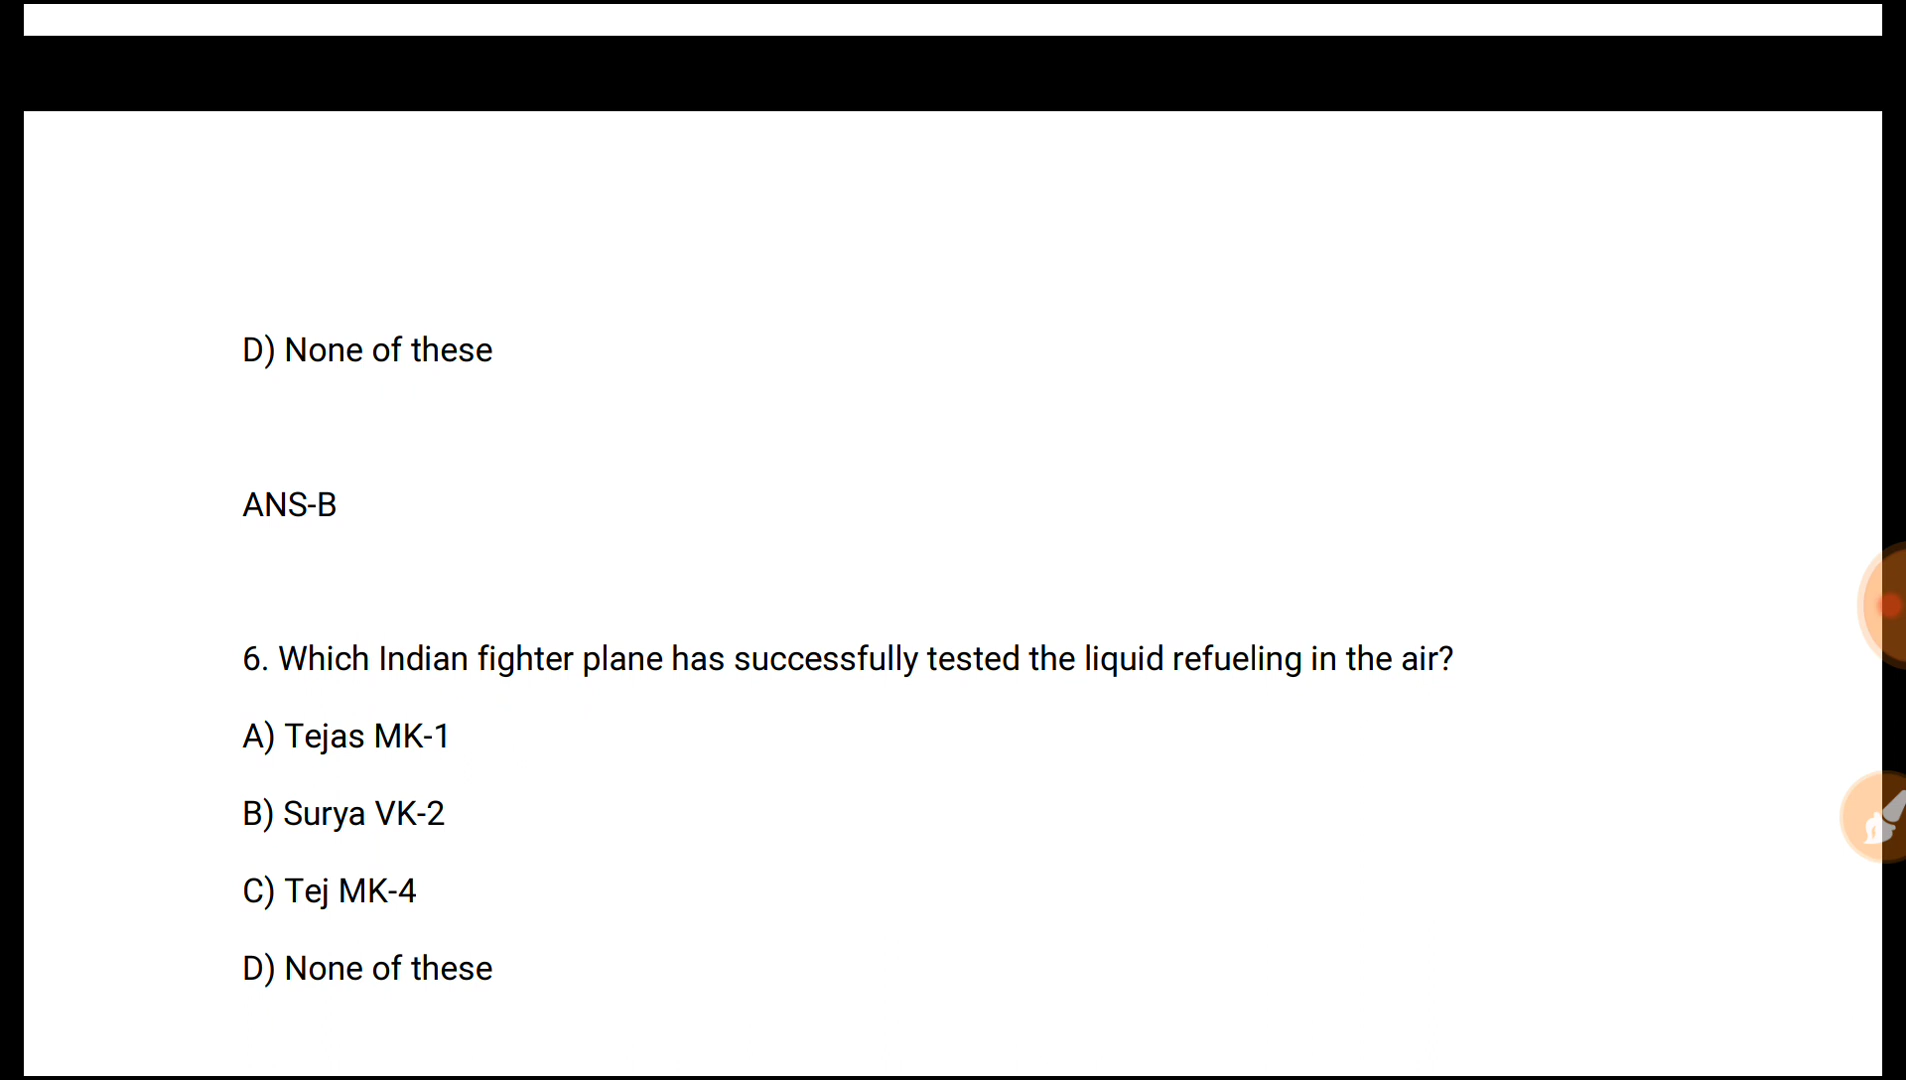 D) None of these
ANS-B
6. Which Indian fighter plane has successfully tested the liquid refueling in the air?
A) Tejas MK-1
B) Surya VK-2
C) Tej MK-4
D) None of these